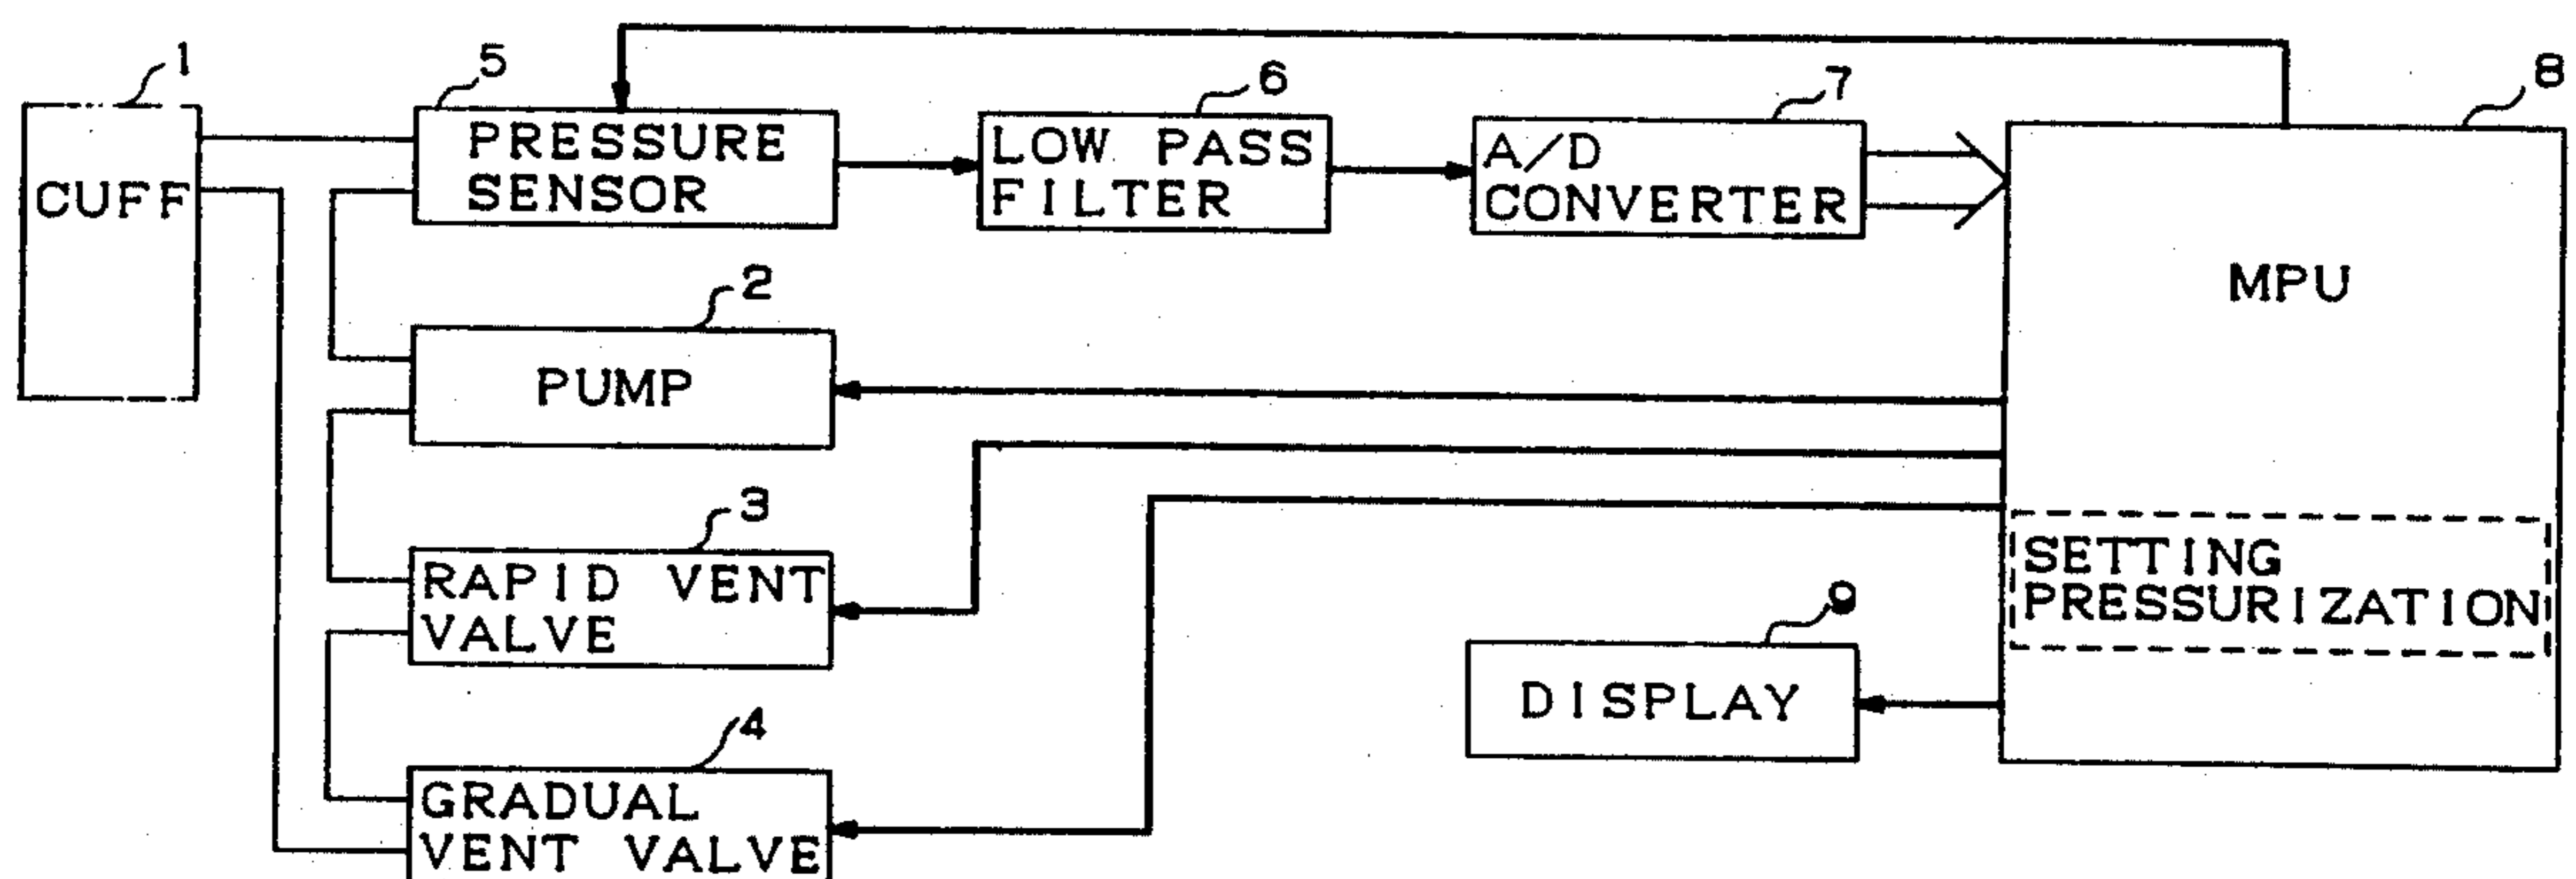 1
CUFF
5
PRESSURE
SENSOR
6
LOW PASS
FILTER
7
A/D
CONVERTER
8
MPU
SETTING
PRESSURIZATION
2
PUMP
3
RAPID VENT
VALVE
4
GRADUAL
VENT VALVE
9
DISPLAY